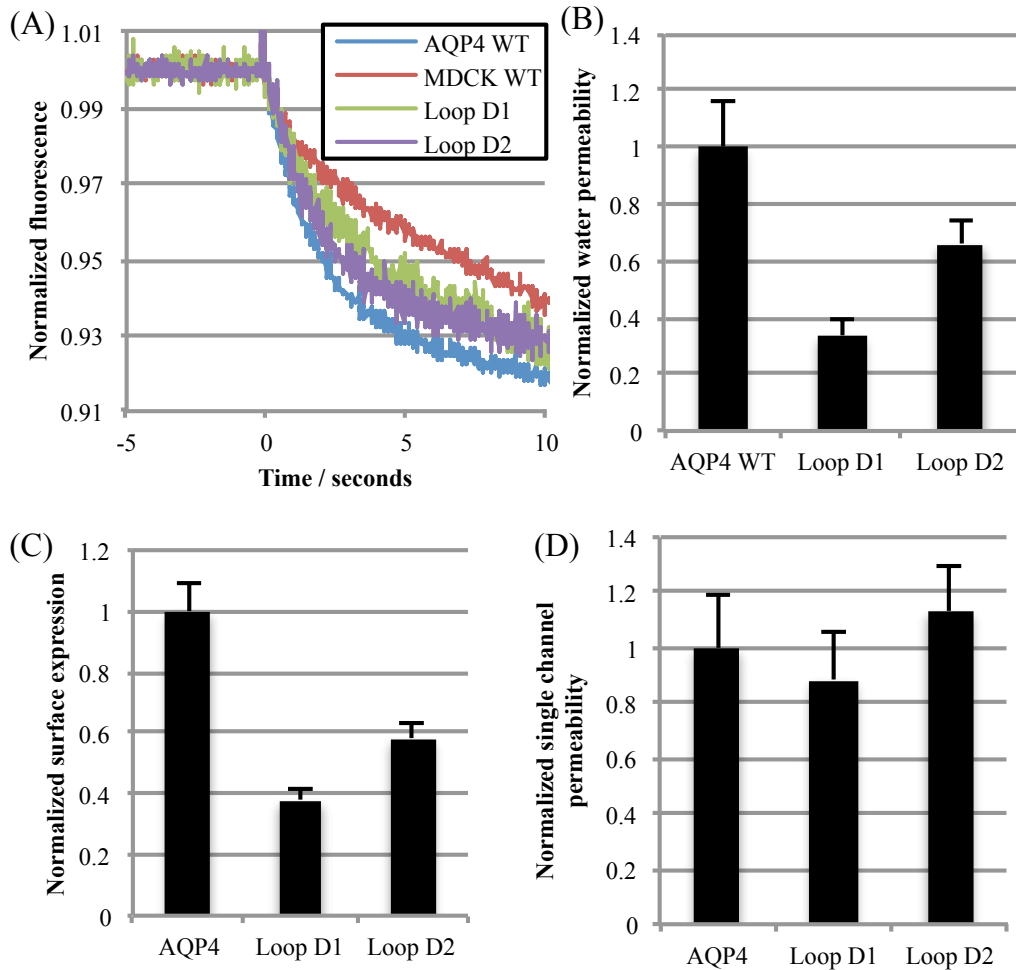 (A)
1.01
0.99
0.97
0.95
0.93
0.91
Normalized fluorescence
-5
0
5
10
Time / seconds
AQP4 WT
MDCK WT
Loop D1
Loop D2
(B)
1.4
1.2
1
0.8
0.6
0.4
0.2
0
Normalized water permeability
AQP4 WT
Loop D1
Loop D2
(C)
1.2
1
0.8
0.6
0.4
0.2
0
Normalized surface expression
AQP4
Loop D1
Loop D2
(D)
1.4
1.2
1
0.8
0.6
0.4
0.2
0
Normalized single channel
permeability
AQP4
Loop D1
Loop D2